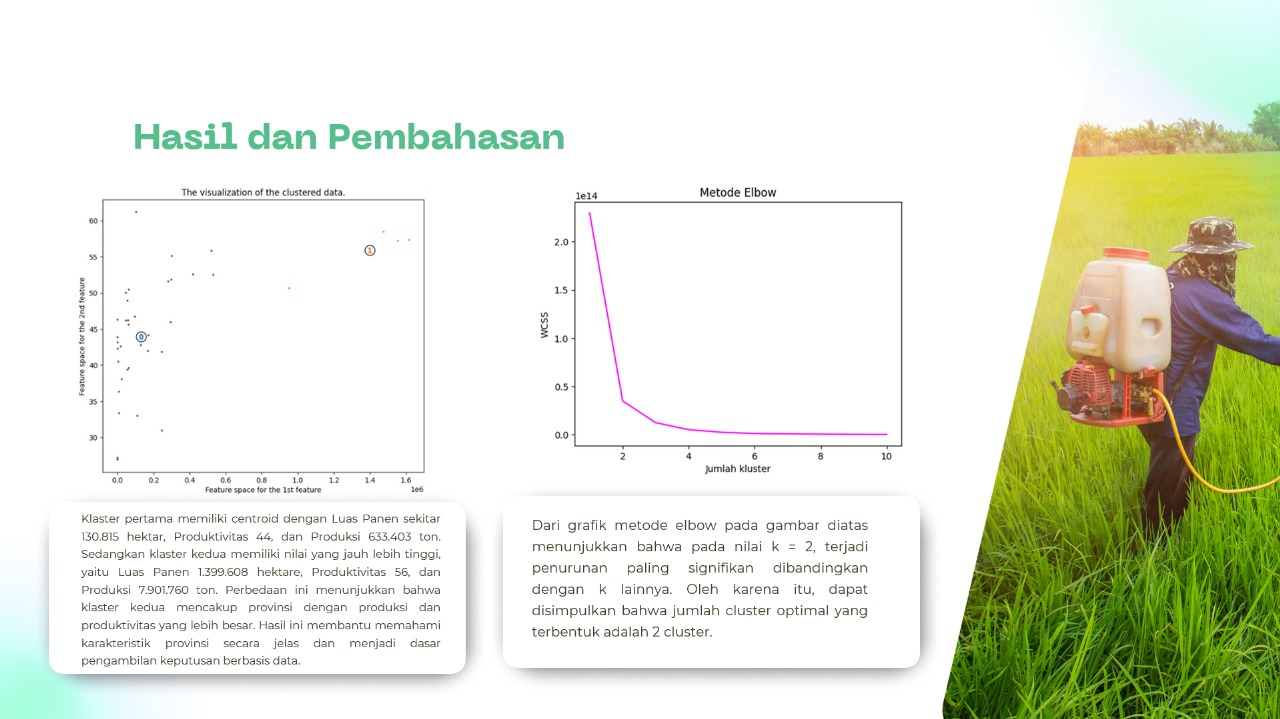 Hasil dan Pembahasan
The visualization of the clustered data.
Feature space for the 2nd feature
60
55
50
45
40
35
30
0
1
0.0 0.2 0.4 0.6 0.8 1.0 1.2 1.4 1.6
1e6
Feature space for the 1st feature
Metode Elbow
1e14
WCSS
2.0
1.5
1.0
0.5
0.0
2 4 6 8 10
Jumlah kluster
Klaster pertama memiliki centroid dengan Luas Panen sekitar
130.815 hektar, Produktivitas 44, dan Produksi 633.403 ton.
Sedangkan klaster kedua memiliki nilai yang jauh lebih tinggi,
yaitu Luas Panen 1.399.608 hektare, Produktivitas 56, dan
Produksi 7.901.760 ton. Perbedaan ini menunjukkan bahwa
klaster kedua mencakup provinsi dengan produksi dan
produktivitas yang lebih besar. Hasil ini membantu memahami
karakteristik provinsi secara jelas dan menjadi dasar
pengambilan keputusan berbasis data.
Dari grafik metode elbow pada gambar diatas
menunjukkan bahwa pada nilai k = 2, terjadi
penurunan paling signifikan dibandingkan
dengan k lainnya. Oleh karena itu, dapat
disimpulkan bahwa jumlah cluster optimal yang
terbentuk adalah 2 cluster.